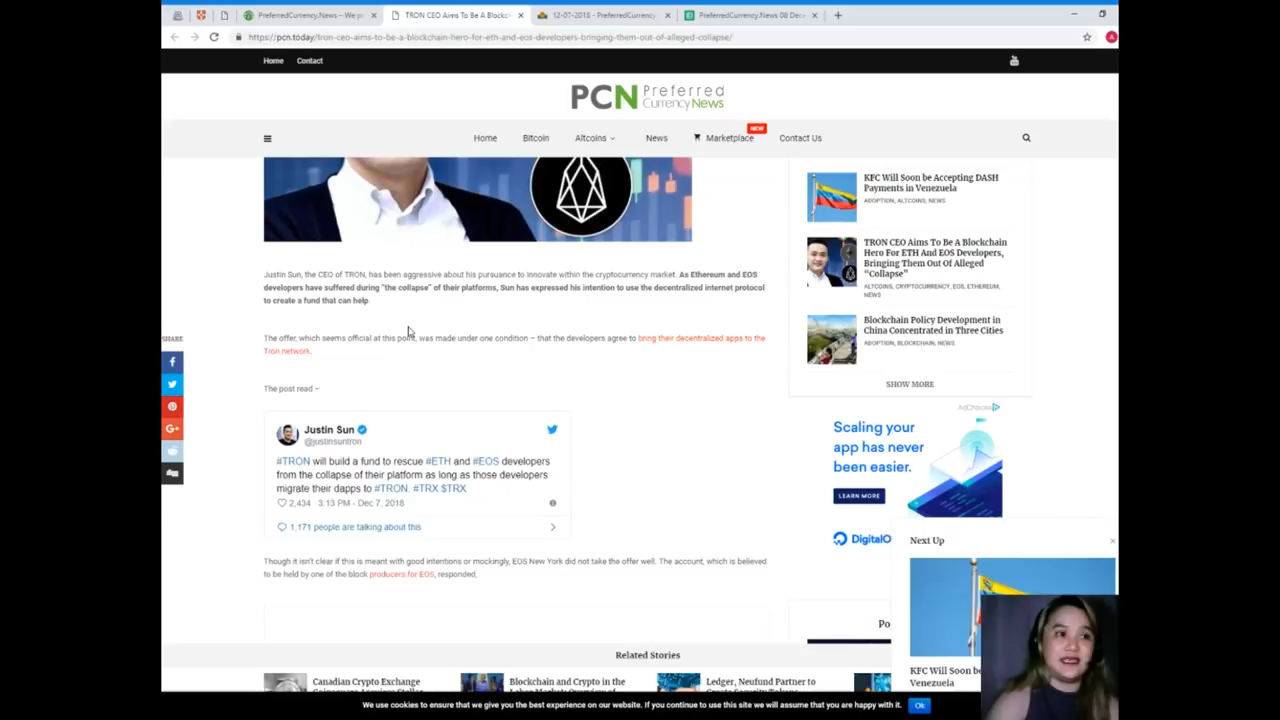 PreferredCurrency.News – We pr
TRON CEO Aims To Be A Blockch
12-07-2018 - PreferredCurrency
PreferredCurrency.News 08 Dec
https://pcn.today/tron-ceo-aims-to-be-a-blockchain-hero-for-eth-and-eos-developers-bringing-them-out-of-alleged-collapse/
Home Contact
PCN Preferred
Currency News
NEW
Home Bitcoin Altcoins News Marketplace Contact Us
Justin Sun, the CEO of TRON, has been aggressive about his pursuance to innovate within the cryptocurrency market. As Ethereum and EOS
developers have suffered during "the collapse" of their platforms, Sun has expressed his intention to use the decentralized internet protocol
to create a fund that can help.
The offer, which seems official at this point, was made under one condition – that the developers agree to bring their decentralized apps to the
Tron network.
The post read –
SHARE
Justin Sun
@justinsuntron
#TRON will build a fund to rescue #ETH and #EOS developers
from the collapse of their platform as long as those developers
migrate their dapps to #TRON. #TRX $TRX
2,434 3:13 PM - Dec 7, 2018
1,171 people are talking about this
Though it isn't clear if this is meant with good intentions or mockingly, EOS New York did not take the offer well. The account, which is believed
to be held by one of the block producers for EOS, responded,
KFC Will Soon be Accepting DASH
Payments in Venezuela
ADOPTION, ALTCOINS, NEWS
TRON CEO Aims To Be A Blockchain
Hero For ETH And EOS Developers,
Bringing Them Out Of Alleged
"Collapse"
ALTCOINS, CRYPTOCURRENCY, EOS, ETHEREUM,
NEWS
Blockchain Policy Development in
China Concentrated in Three Cities
ADOPTION, BLOCKCHAIN, NEWS
SHOW MORE
AdChoices
Scaling your
app has never
been easier.
LEARN MORE
DigitalO
Next Up
KFC Will Soon be
Venezuela
Po
Related Stories
Canadian Crypto Exchange
Blockchain and Crypto in the
Ledger, Neufund Partner to
We use cookies to ensure that we give you the best experience on our website. If you continue to use this site we will assume that you are happy with it.
Ok